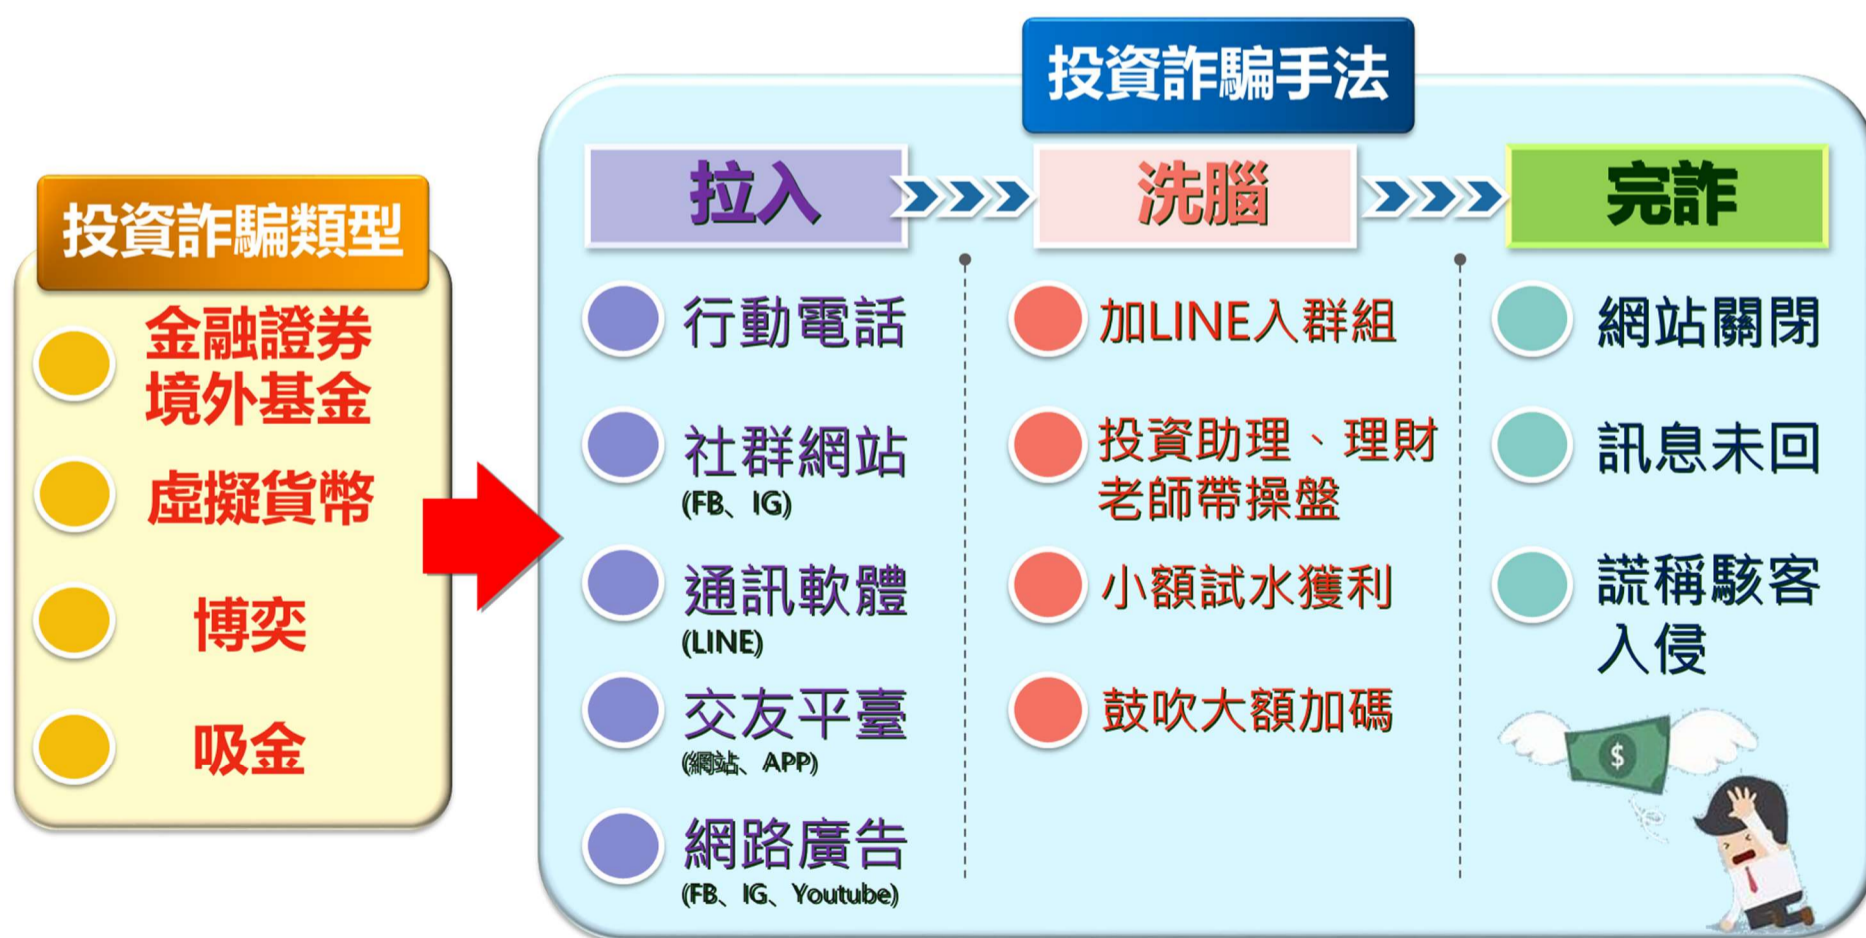 投資詐騙類型
金融證券
境外基金
虛擬貨幣
博奕
吸金
投資詐騙手法
拉入
行動電話
社群網站
(FB、IG)
通訊軟體
(LINE)
交友平臺
(網站、APP)
網路廣告
(FB、IG、Youtube)
洗腦
加LINE入群組
投資助理、理財
老師帶操盤
小額試水獲利
鼓吹大額加碼
完詐
網站關閉
訊息未回
謊稱駭客
入侵
$